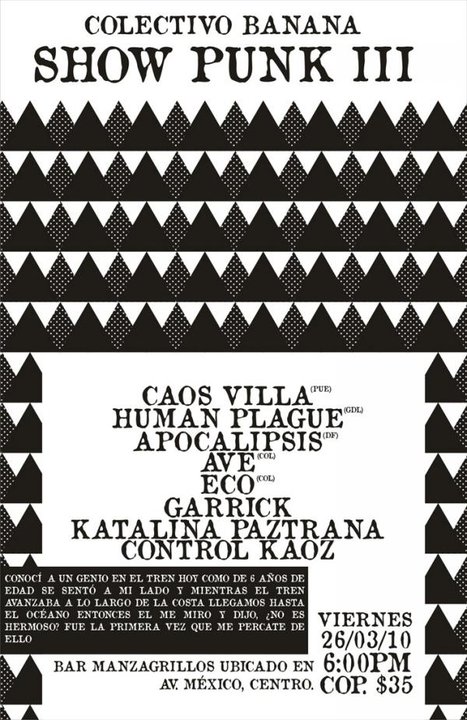 COLECTIVO BANANA
SHOW PUNK III
CAOS VILLA (PUE)
HUMAN PLAGUE (GDL)
APOCALIPSIS (DF)
AVE (COL)
ECO (COL)
GARRICK
KATALINA PAZTRANA
CONTROL KAOZ
CONOCÍ A UN GENIO EN EL TREN HOY COMO DE 6 AÑOS DE
EDAD SE SENTÓ A MI LADO Y MIENTRAS EL TREN
AVANZABA A LO LARGO DE LA COSTA LLEGAMOS HASTA
EL OCÉANO ENTONCES EL ME MIRO Y DIJO, ¿NO ES
HERMOSO? FUE LA PRIMERA VEZ QUE ME PERCATE DE
ELLO
VIERNES
26/03/10
6:00PM
COP. $35
BAR MANZAGRILLOS UBICADO EN
AV. MÉXICO, CENTRO.